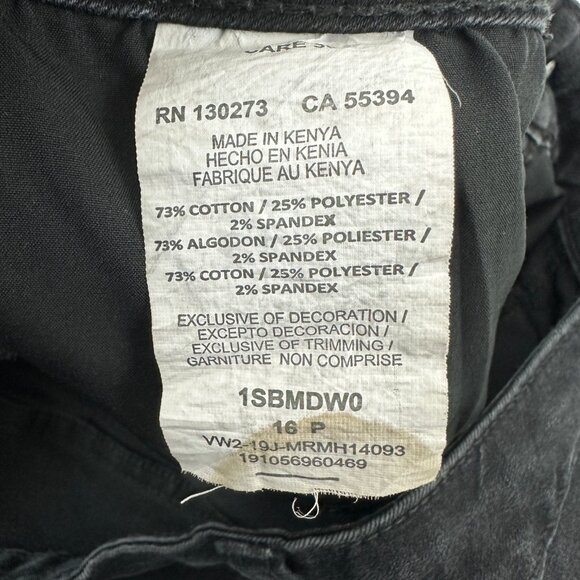 RN 130273 CA 55394
MADE IN KENYA
HECHO EN KENIA
FABRIQUE AU KENYA
73% COTTON / 25% POLYESTER /
2% SPANDEX
73% ALGODON / 25% POLIESTER /
2% SPANDEX
73% COTON / 25% POLYESTER /
2% SPANDEX
EXCLUSIVE OF DECORATION /
EXCEPTO DECORACION /
EXCLUSIVE OF TRIMMING /
GARNITURE NON COMPRISE
1SBMDW0
16 P
VW2-19J-MRMH14093
191056960469